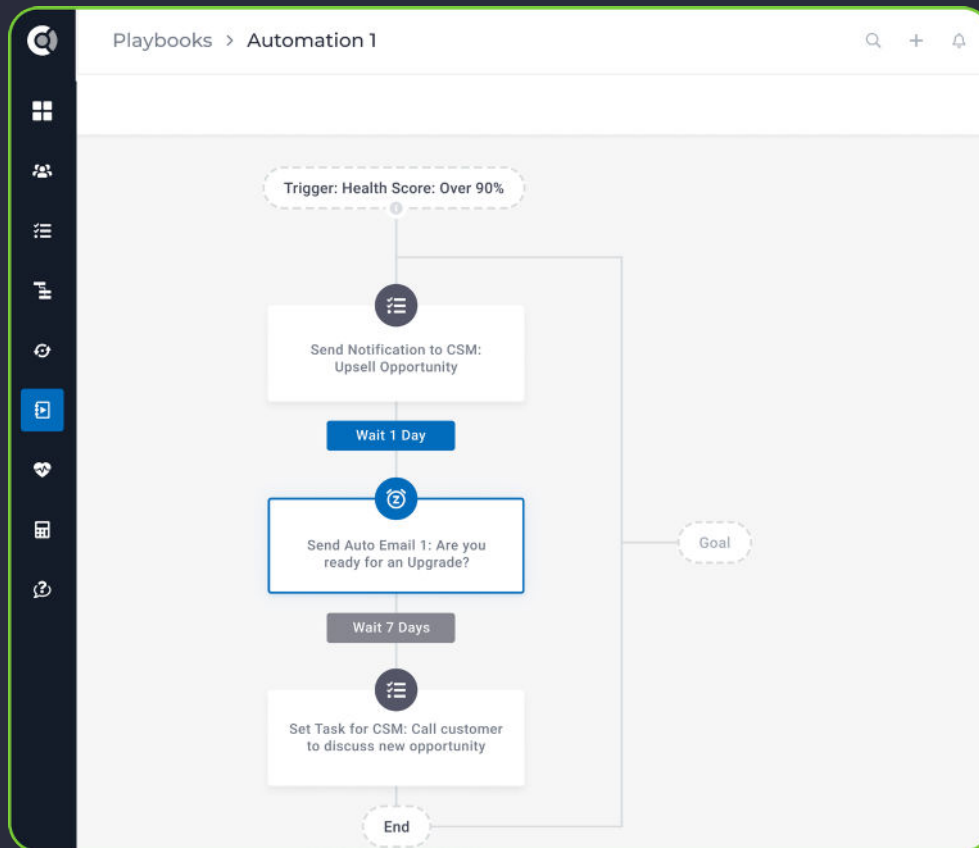 Playbooks > Automation 1
Trigger: Health Score: Over 90%
Send Notification to CSM:
Upsell Opportunity
Wait 1 Day
Send Auto Email 1: Are you
ready for an Upgrade?
Goal
Wait 7 Days
Set Task for CSM: Call customer
to discuss new opportunity
End